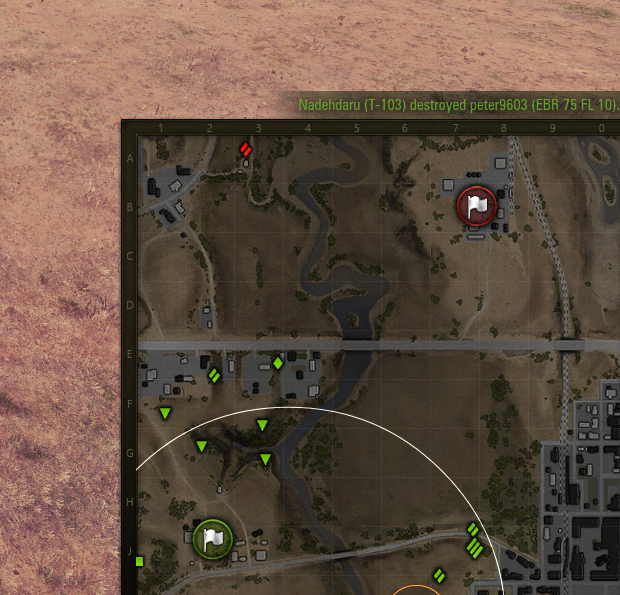 Nadehdaru (T-103) destroyed peter9603 (EBR 75 FL 10).
1 2 3 4 5 6 7 8 9 0
A
B
C
D
E
F
G
H
J